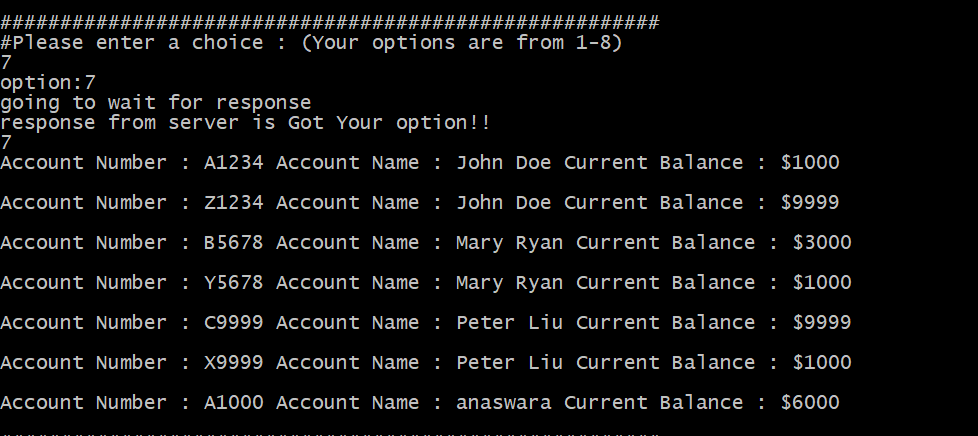 #######################################################
#Please enter a choice : (Your options are from 1-8)
7
option:7
going to wait for response
response from server is Got Your option!!
7
Account Number : A1234 Account Name : John Doe Current Balance : $1000
Account Number : Z1234 Account Name : John Doe Current Balance : $9999
Account Number : B5678 Account Name : Mary Ryan Current Balance : $3000
Account Number : Y5678 Account Name : Mary Ryan Current Balance : $1000
Account Number : C9999 Account Name : Peter Liu Current Balance : $9999
Account Number : X9999 Account Name : Peter Liu Current Balance : $1000
Account Number : A1000 Account Name : anaswara Current Balance : $6000